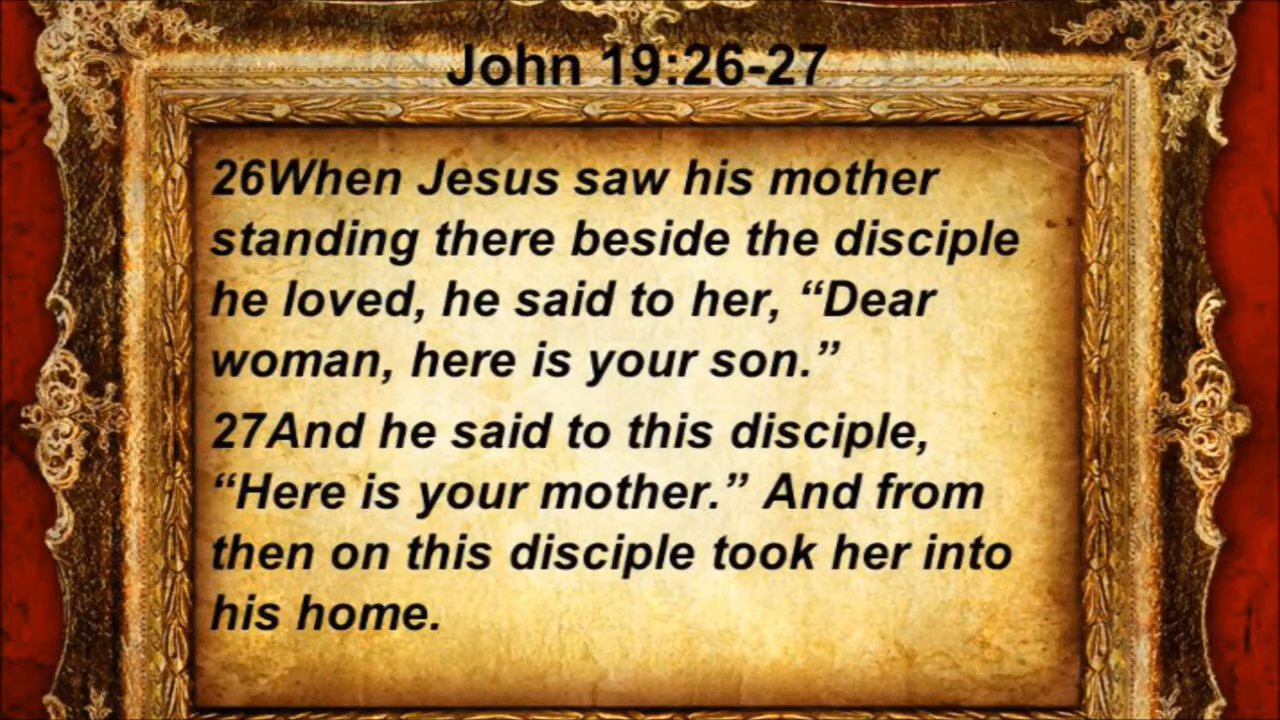 John 19:26-27
26When Jesus saw his mother
standing there beside the disciple
he loved, he said to her, “Dear
woman, here is your son.”
27And he said to this disciple,
“Here is your mother.” And from
then on this disciple took her into
his home.